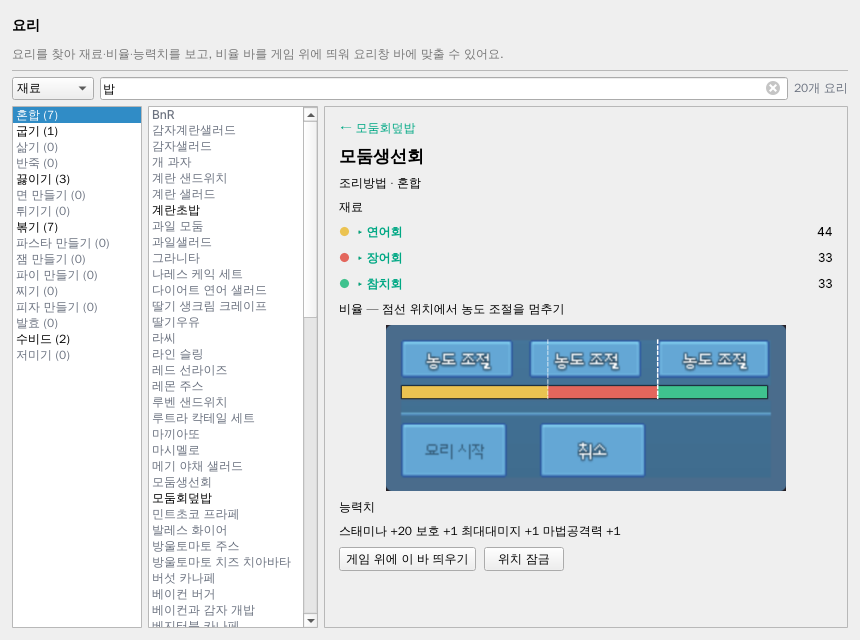 요리
요리를 찾아 재료·비율·능력치를 보고, 비율 바를 게임 위에 띄워 요리창 바에 맞출 수 있어요.
재료
밥
20개 요리
혼합 (7)
굽기 (1)
삶기 (0)
반죽 (0)
끓이기 (3)
면 만들기 (0)
튀기기 (0)
볶기 (7)
파스타 만들기 (0)
잼 만들기 (0)
파이 만들기 (0)
찌기 (0)
피자 만들기 (0)
발효 (0)
수비드 (2)
저미기 (0)
BnR
감자계란샐러드
감자샐러드
개 과자
계란 샌드위치
계란 샐러드
계란초밥
과일 모둠
과일샐러드
그라니타
나레스 케익 세트
다이어트 연어 샐러드
딸기 생크림 크레이프
딸기우유
라씨
라인 슬링
레드 선라이즈
레몬 주스
루벤 샌드위치
루트라 칵테일 세트
마끼아또
마시멜로
메기 야채 샐러드
모둠생선회
모둠회덮밥
민트초코 프라페
발레스 화이어
방울토마토 주스
방울토마토 치즈 치아바타
버섯 카나페
베이컨 버거
베이컨과 감자 개밥
베지터블 카나페
← 모둠회덮밥
모둠생선회
조리방법 · 혼합
재료
‣ 연어회 44
‣ 장어회 33
‣ 참치회 33
비율 — 점선 위치에서 농도 조절을 멈추기
농도 조절 농도 조절 농도 조절
요리 시작 취소
능력치
스태미나 +20 보호 +1 최대대미지 +1 마법공격력 +1
게임 위에 이 바 띄우기 위치 잠금